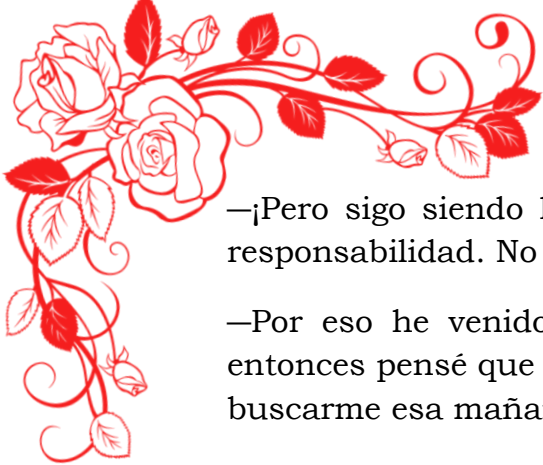 —¡Pero sigo siendo
responsabilidad. No
—Por eso he venido
entonces pensé que
buscarme esa